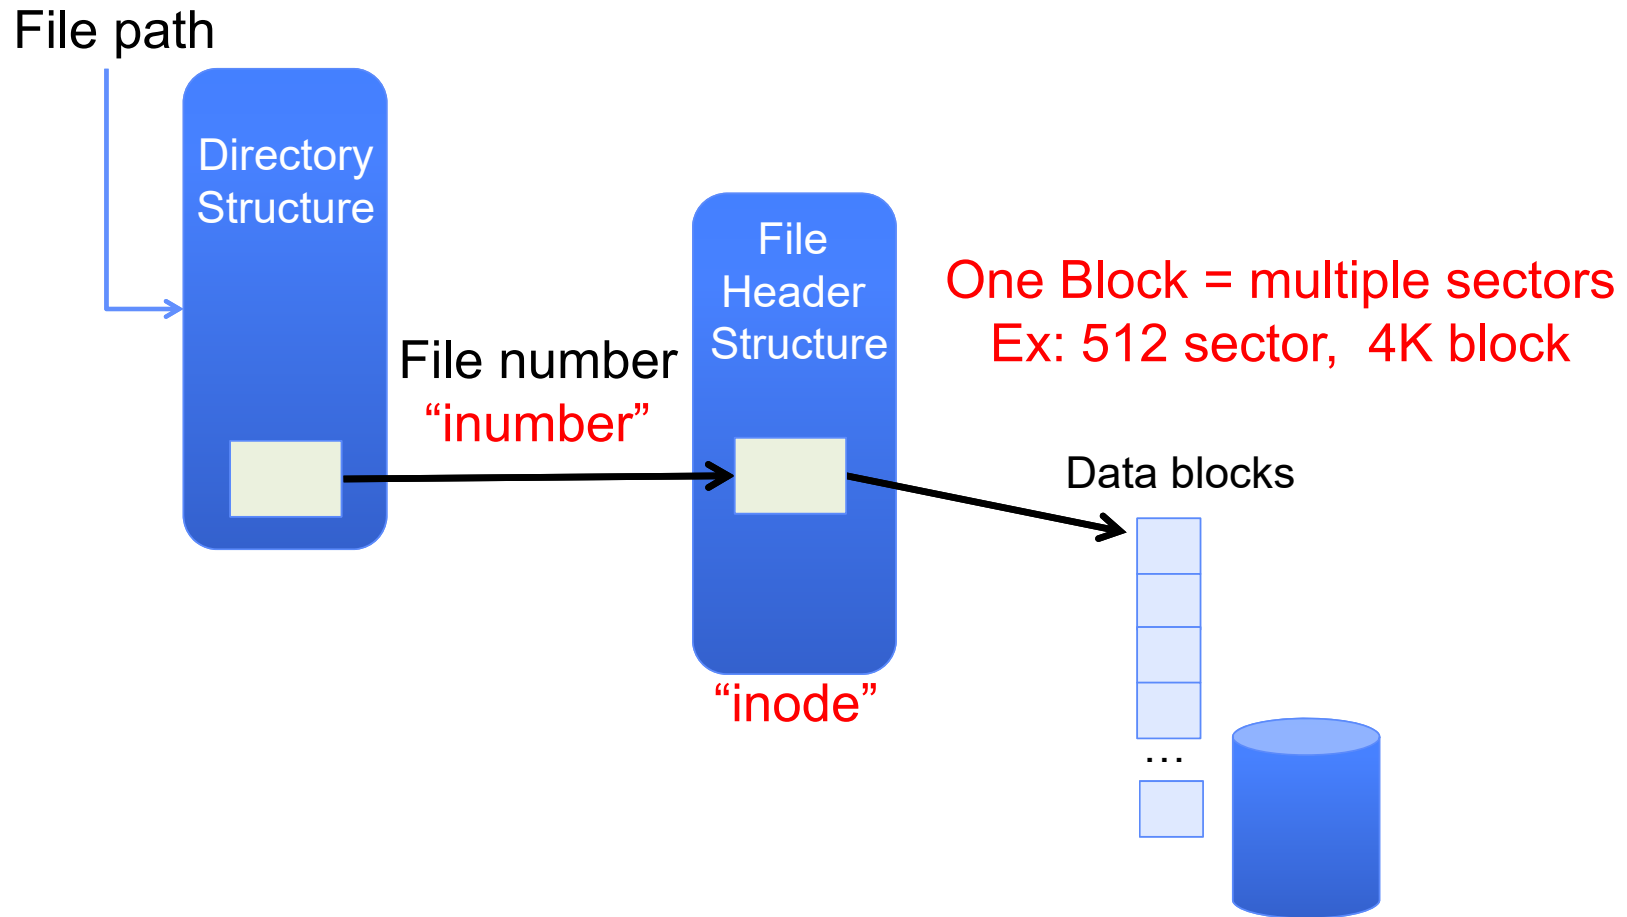 File path
Directory
Structure
File number
“inumber”
File
Header
Structure
“inode”
One Block = multiple sectors
Ex: 512 sector, 4K block
Data blocks
...